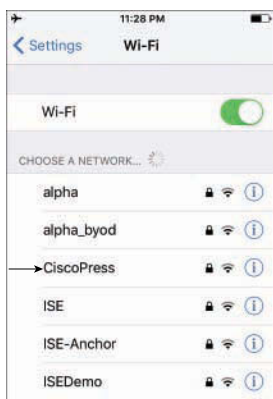 11:28 PM
Settings Wi-Fi
Wi-Fi
CHOOSE A NETWORK...
alpha
alpha_byod
CiscoPress
ISE
ISE-Anchor
ISEDemo